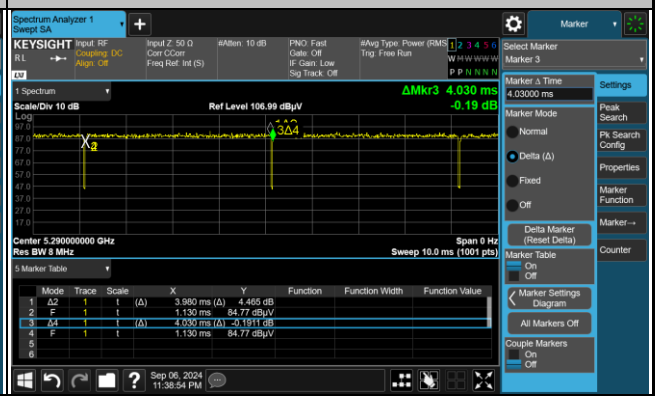 Spectrum Analyzer 1
Swept SA
Marker
KEYSIGHT
RL
Input: RF
Coupling: DC
Align: Off
Input Z: 50 Ω
Corr CCorr
Freq Ref: Int (S)
#Atten: 10 dB
PNO: Fast
Gate: Off
IF Gain: Low
Sig Track: Off
#Avg Type: Power (RMS
Trig: Free Run
1 2 3 4 5 6
W W W W W W
P P N N N N
Select Marker
Marker 3
1 Spectrum
ΔMkr3 4.030 ms
Scale/Div 10 dB
Ref Level 106.99 dBµV
-0.19 dB
Log
97.0
87.0
77.0
67.0
57.0
47.0
37.0
27.0
17.0
3Δ4
Center 5.290000000 GHz
Span 0 Hz
Res BW 8 MHz
Sweep 10.0 ms (1001 pts)
5 Marker Table
Mode Trace Scale X Y Function Function Width Function Value
1 Δ2 1 t (Δ) 3.980 ms (Δ) 4.465 dB
2 F 1 t 1.130 ms 84.77 dBµV
3 Δ4 1 t (Δ) 4.030 ms (Δ) -0.1911 dB
4 F 1 t 1.130 ms 84.77 dBµV
5
6
Sep 06, 2024
11:38:54 PM
?
Marker Δ Time
4.03000 ms
Marker Mode
Normal
Delta (Δ)
Fixed
Off
Delta Marker
(Reset Delta)
Marker Table
On
Off
Marker Settings
Diagram
All Markers Off
Couple Markers
On
Off
Settings
Peak
Search
Pk Search
Config
Properties
Marker
Function
Marker→
Counter